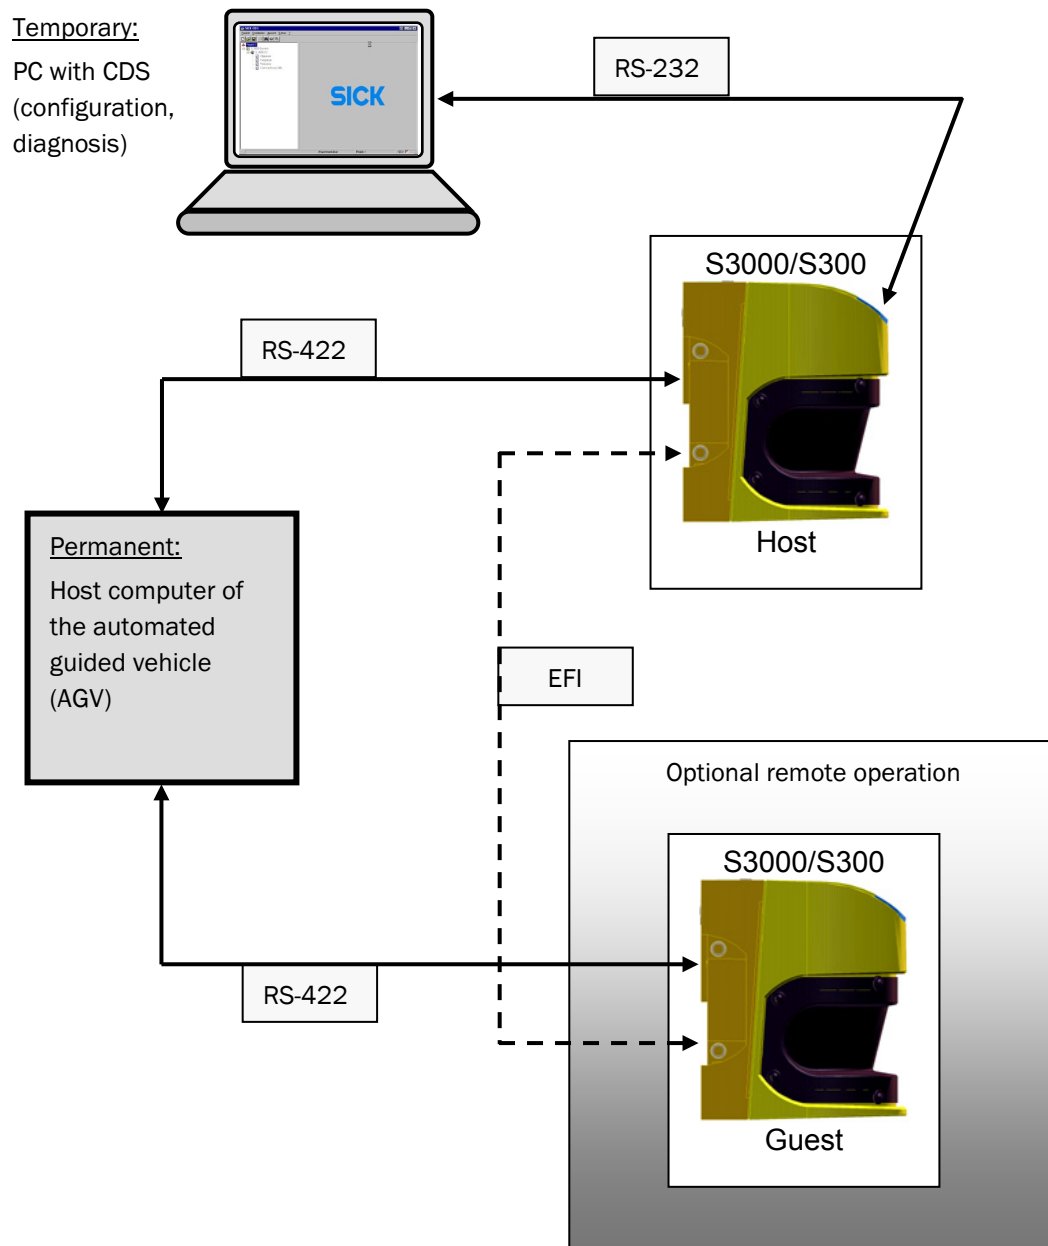 Temporary:
PC with CDS
(configuration,
diagnosis)
SICK
RS-232
S3000/S300
RS-422
Host
Permanent:
Host computer of
the automated
guided vehicle
(AGV)
EFI
Optional remote operation
S3000/S300
RS-422
Guest